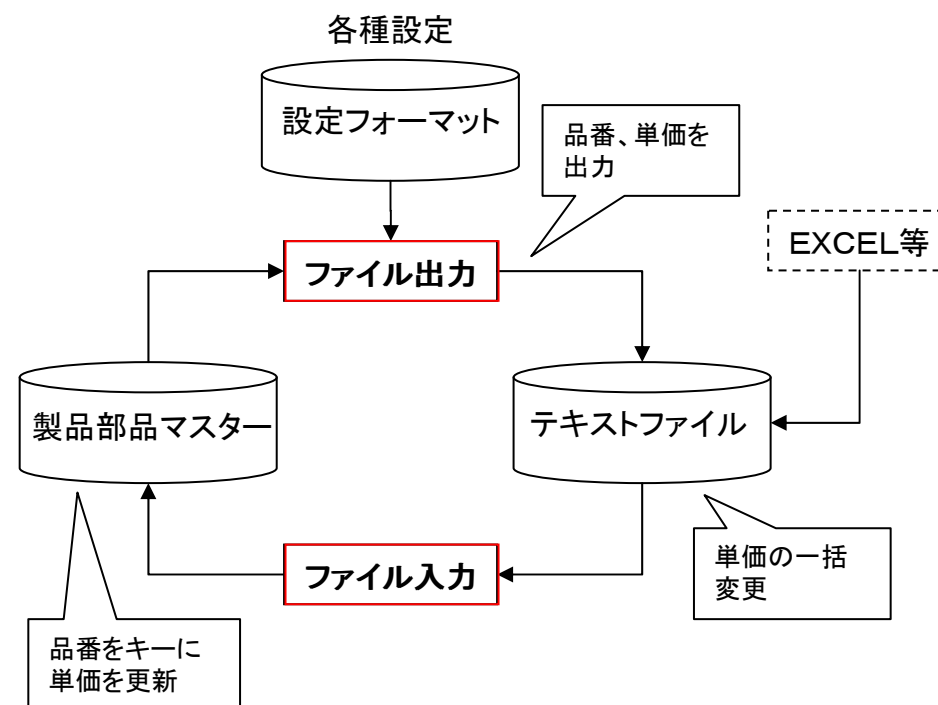 各種設定
設定フォーマット
品番、単価を
出力
EXCEL等
ファイル出力
製品部品マスター
テキストファイル
ファイル入力
単価の一括
変更
品番をキーに
単価を更新